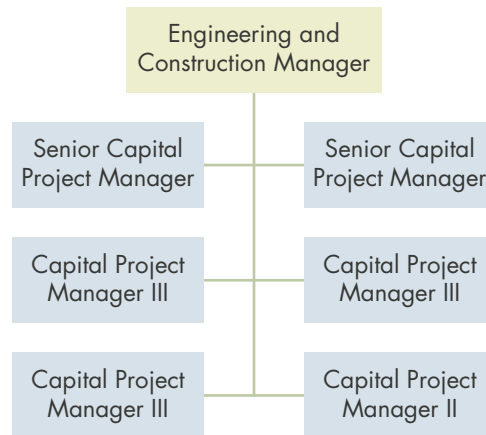 Engineering and
Construction Manager
Senior Capital
Project Manager
Senior Capital
Project Manager
Capital Project
Manager III
Capital Project
Manager III
Capital Project
Manager III
Capital Project
Manager II